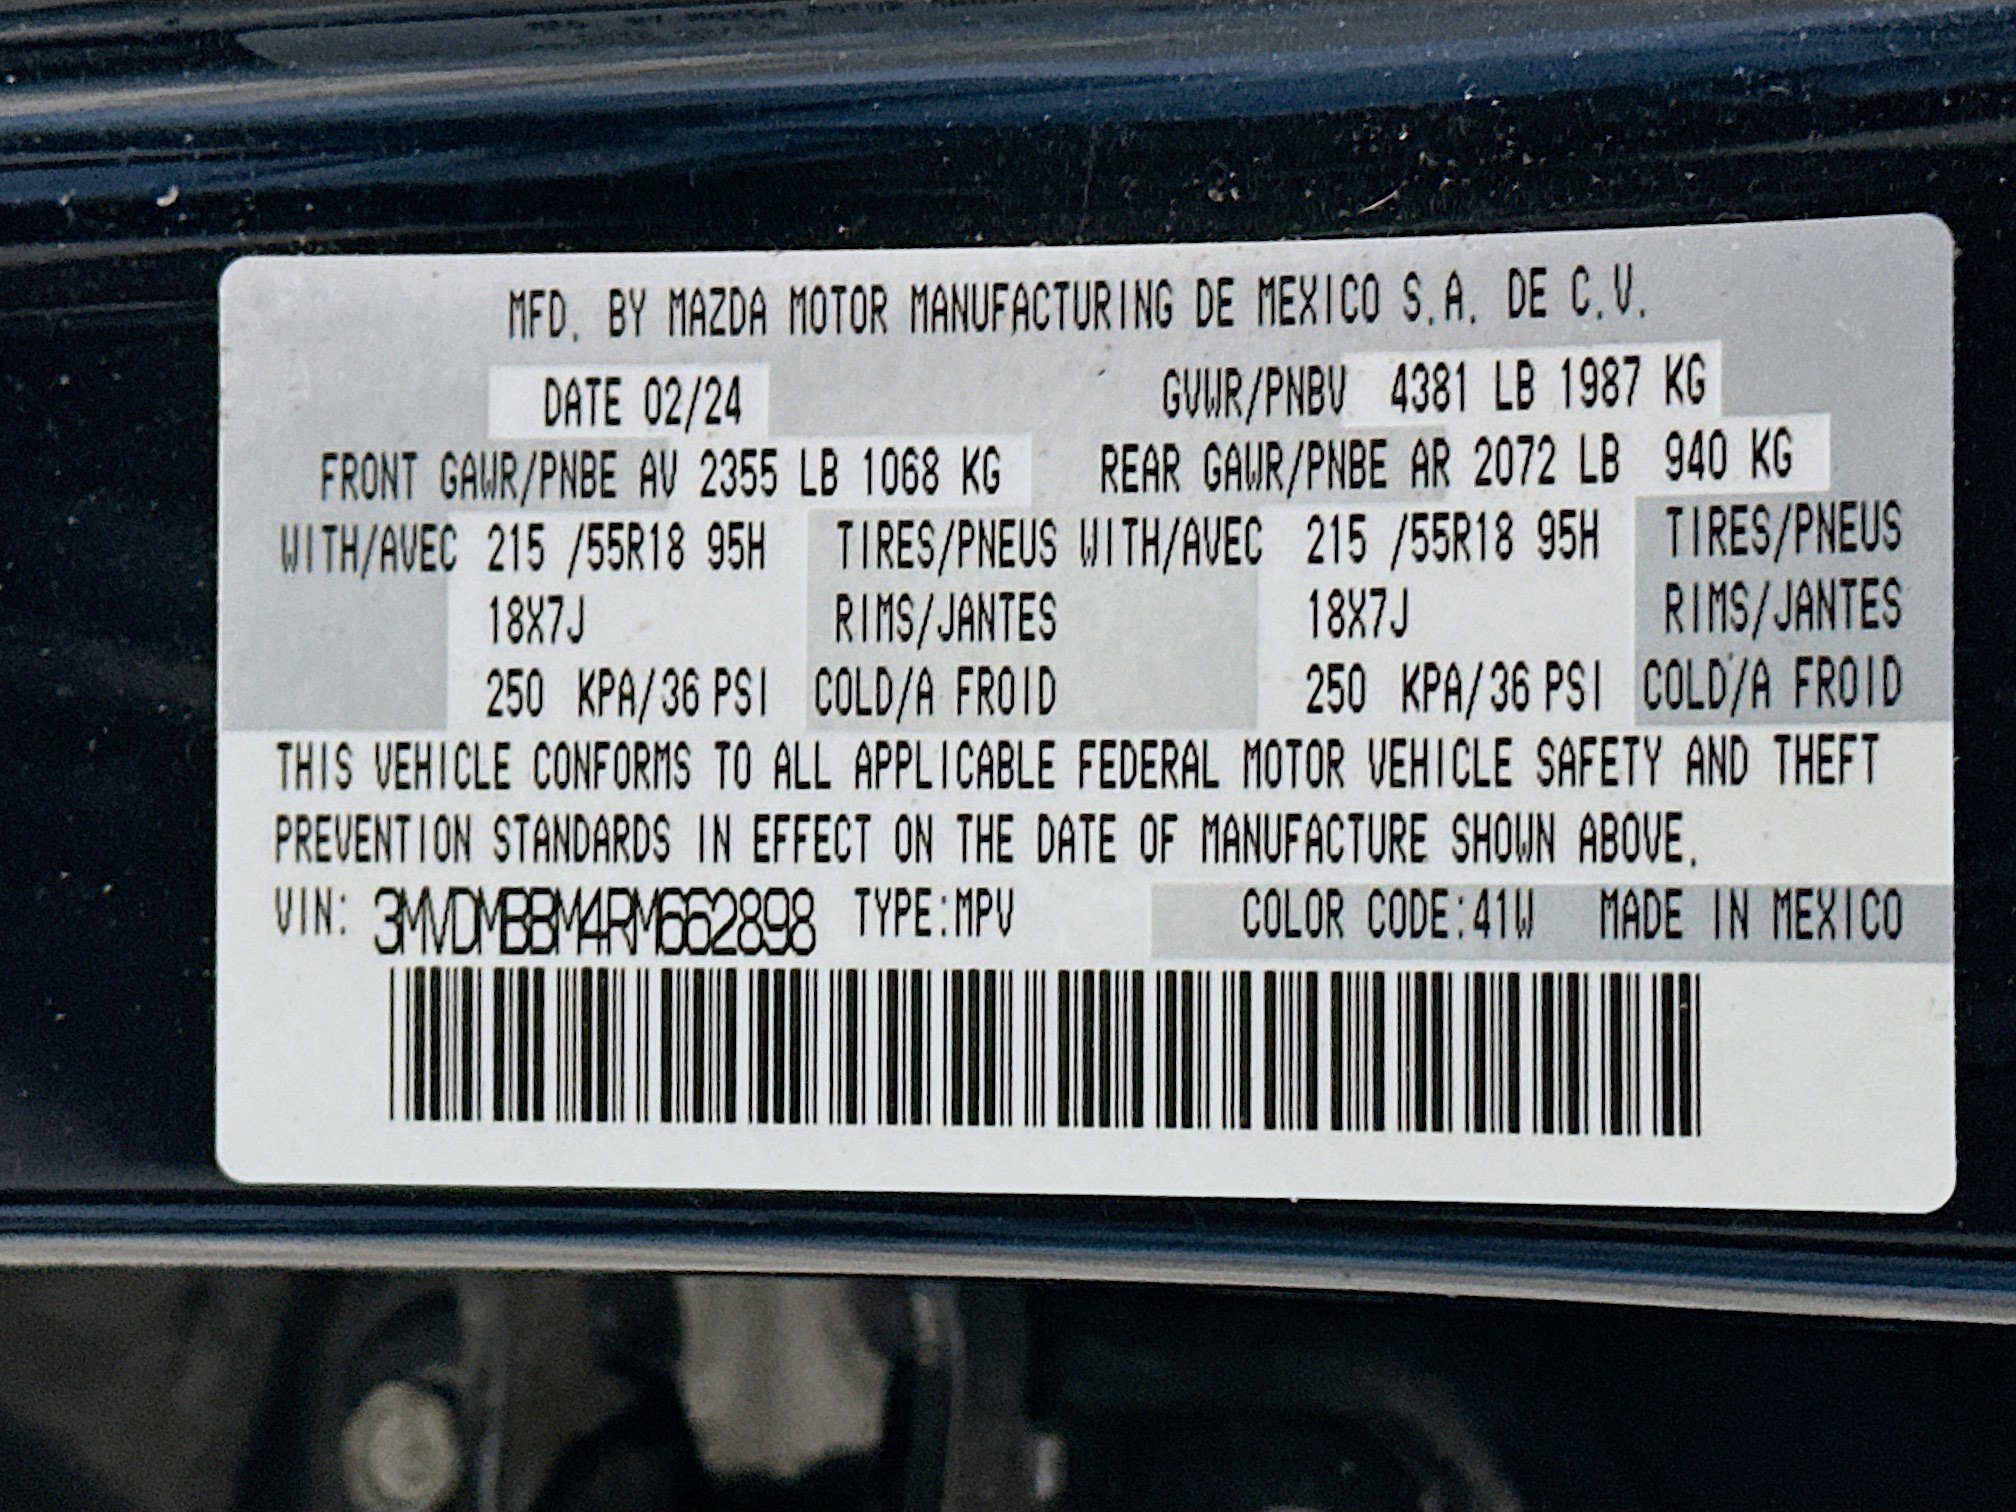 MFD. BY MAZDA MOTOR MANUFACTURING DE MEXICO S.A. DE C.V.
DATE 02/24 GVWR/PNBV 4381 LB 1987 KG
FRONT GAWR/PNBE AV 2355 LB 1068 KG REAR GAWR/PNBE AR 2072 LB 940 KG
WITH/AVEC 215 /55R18 95H TIRES/PNEUS WITH/AVEC 215 /55R18 95H TIRES/PNEUS
18X7J RIMS/JANTES 18X7J RIMS/JANTES
250 KPA/36 PSI COLD/A FROID 250 KPA/36 PSI COLD/A FROID
THIS VEHICLE CONFORMS TO ALL APPLICABLE FEDERAL MOTOR VEHICLE SAFETY AND THEFT
PREVENTION STANDARDS IN EFFECT ON THE DATE OF MANUFACTURE SHOWN ABOVE.
VIN: 3MVDMBBM4RM662898 TYPE:MPV COLOR CODE:41W MADE IN MEXICO